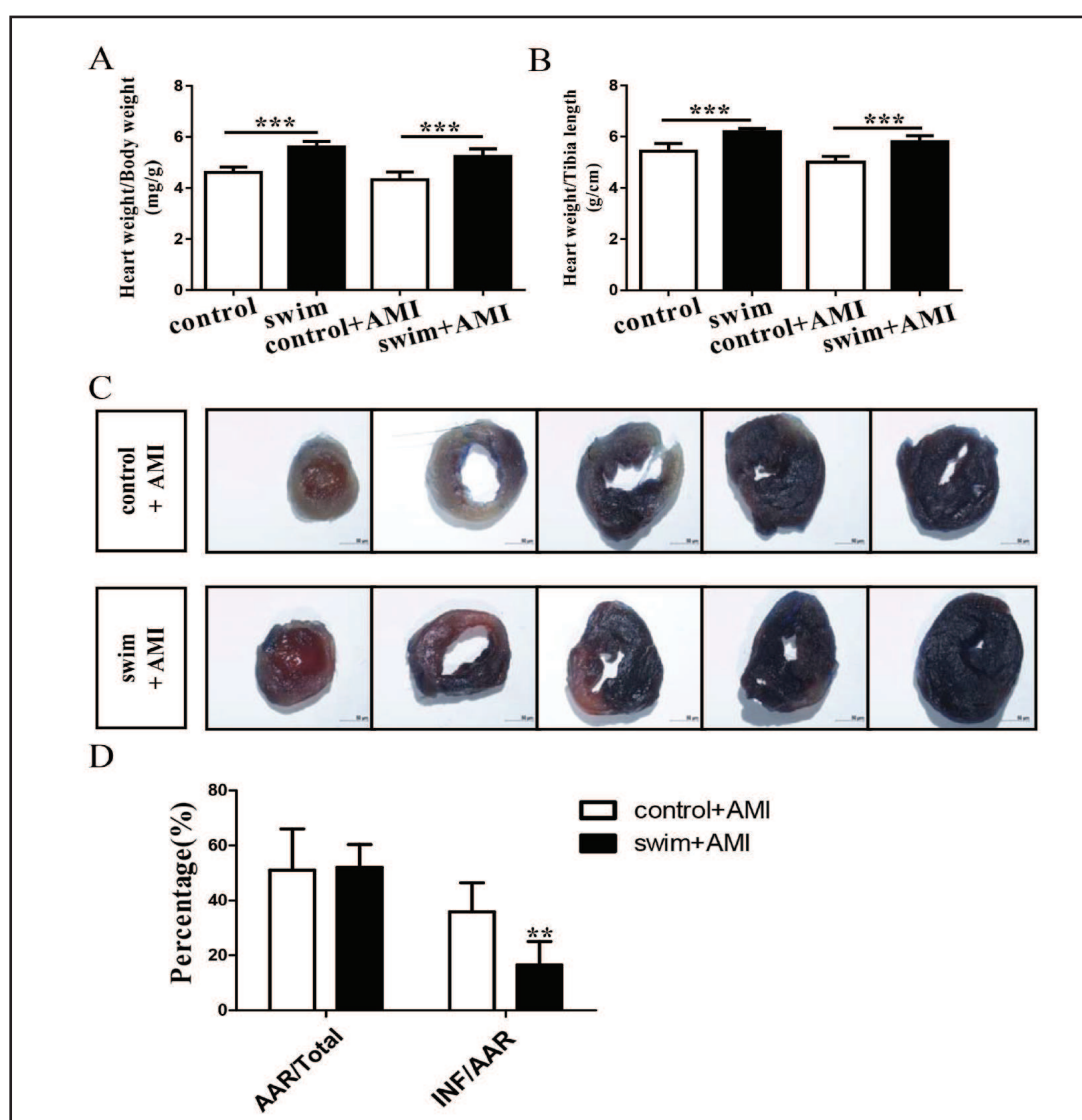 A
B
Heart weight/Body weight
(mg/g)
8
6
4
2
0
***
***
control
swim
control+AMI
swim+AMI
Heart weight/Tibia length
(g/cm)
8
6
4
2
0
***
***
control
swim
control+AMI
swim+AMI
C
control
+ AMI
swim
+ AMI
D
Percentage(%)
80
60
40
20
0
**
control+AMI
swim+AMI
AAR/Total
INF/AAR